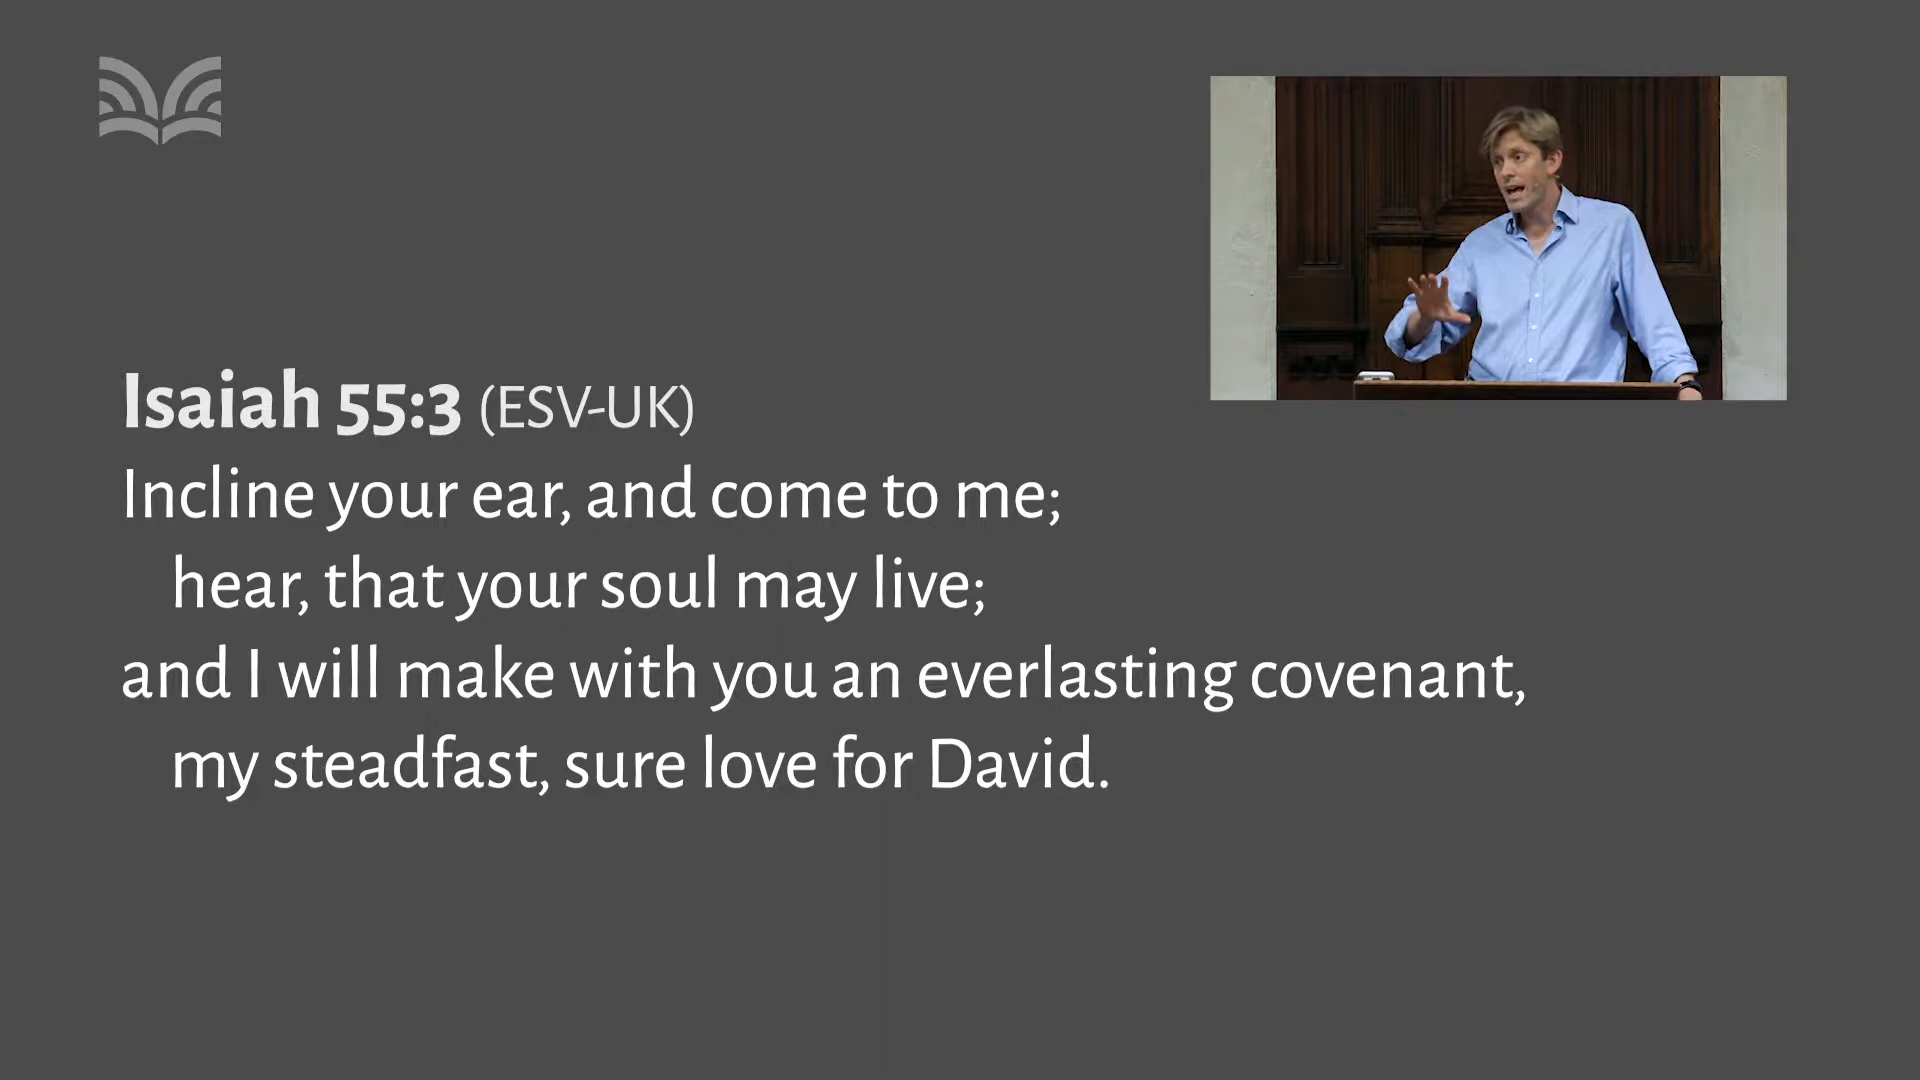 Isaiah 55:3 (ESV-UK)
Incline your ear, and come to me;
hear, that your soul may live;
and I will make with you an everlasting covenant,
my steadfast, sure love for David.